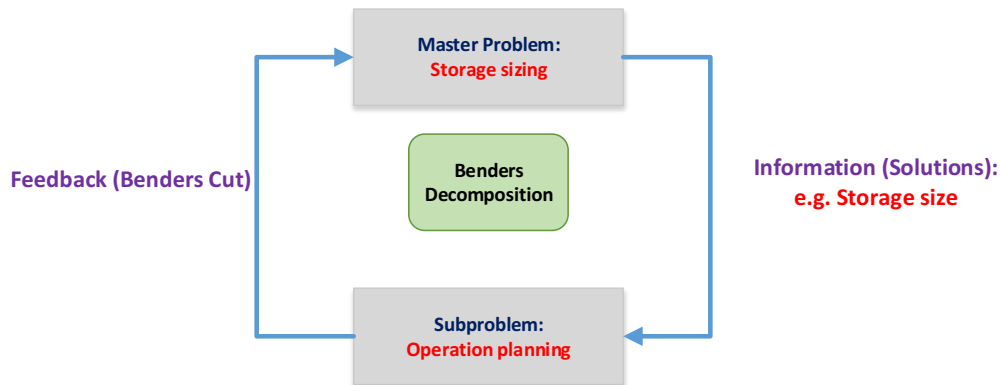 Master Problem:
Storage sizing
Feedback (Benders Cut)
Benders
Decomposition
Information (Solutions):
e.g. Storage size
Subproblem:
Operation planning